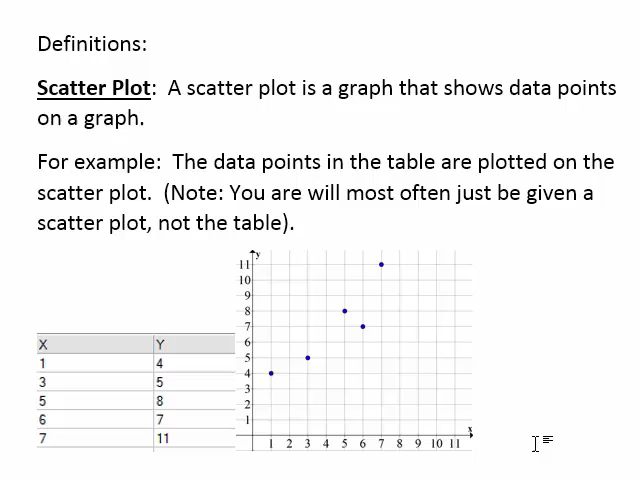 Definitions:
Scatter Plot:  A scatter plot is a graph that shows data points
on a graph.
For example:  The data points in the table are plotted on the
scatter plot.  (Note: You are will most often just be given a
scatter plot, not the table).
X Y
1 4
3 5
5 8
6 7
7 11
y
11
10
9
8
7
6
5
4
3
2
1
x
1 2 3 4 5 6 7 8 9 10 11